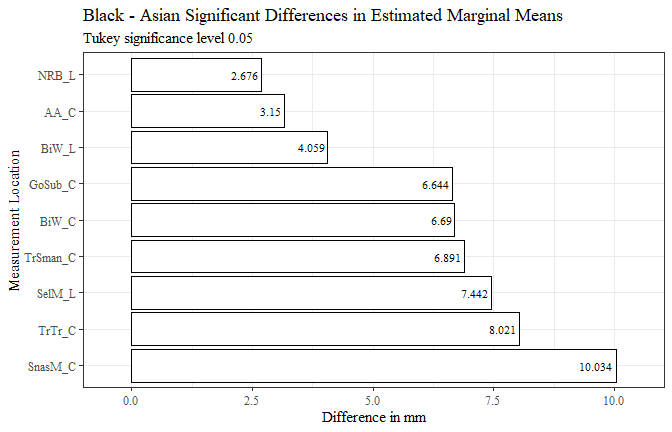 Black - Asian Significant Differences in Estimated Marginal Means
Tukey significance level 0.05
Measurement Location
NRB_L 2.676
AA_C 3.15
BiW_L 4.059
GoSub_C 6.644
BiW_C 6.69
TrSman_C 6.891
SelM_L 7.442
TrTr_C 8.021
SnasM_C 10.034
0.0 2.5 5.0 7.5 10.0
Difference in mm